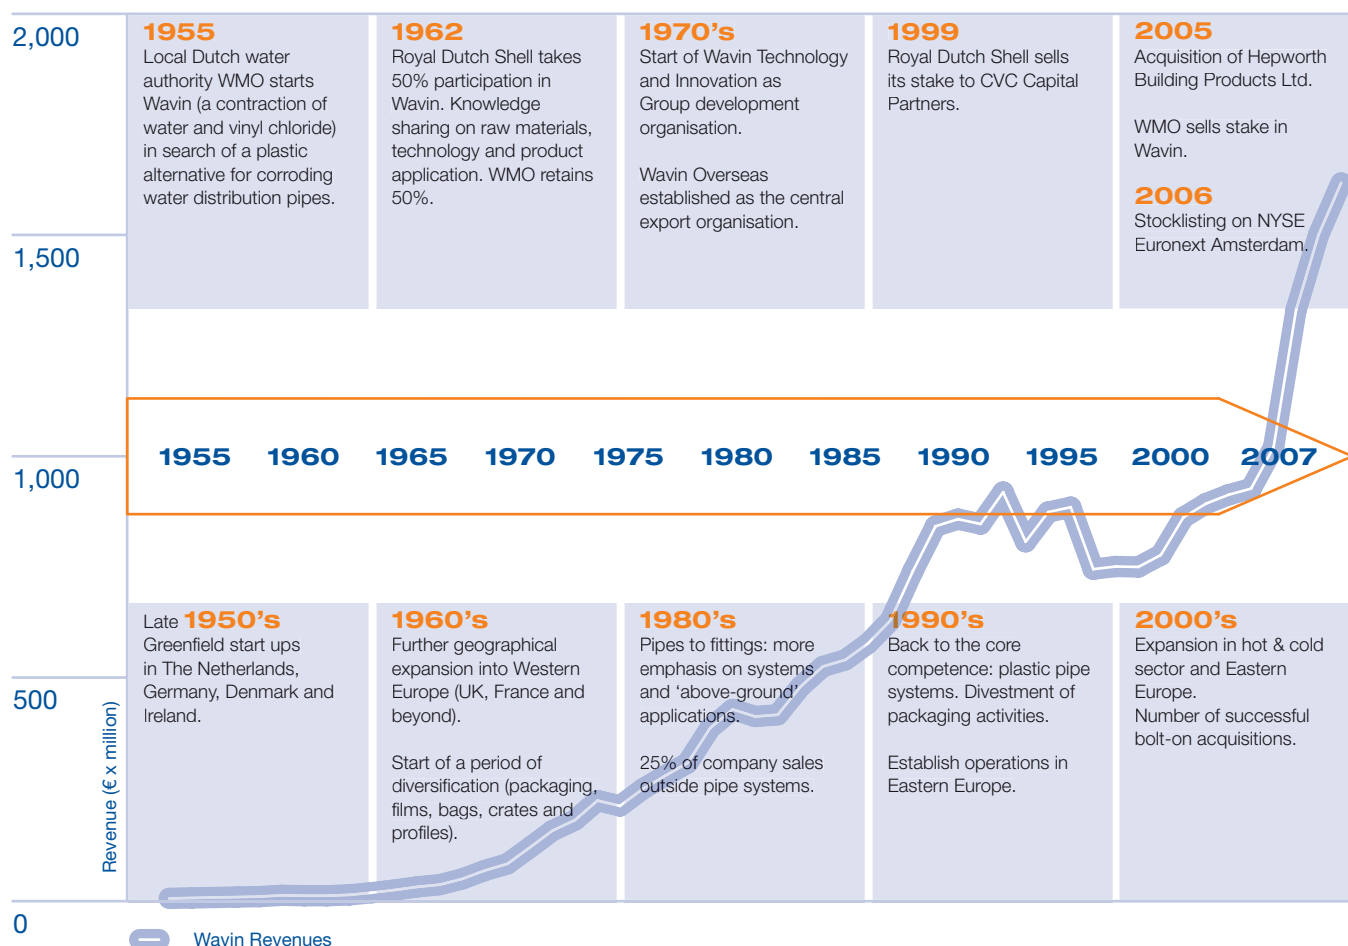 2,000
1,500
1,000
500
0
Revenue (€ x million)
1955
Local Dutch water
authority WMO starts
Wavin (a contraction of
water and vinyl chloride)
in search of a plastic
alternative for corroding
water distribution pipes.
1962
Royal Dutch Shell takes
50% participation in
Wavin. Knowledge
sharing on raw materials,
technology and product
application. WMO retains
50%.
1970's
Start of Wavin Technology
and Innovation as
Group development
organisation.
Wavin Overseas
established as the central
export organisation.
1999
Royal Dutch Shell sells
its stake to CVC Capital
Partners.
2005
Acquisition of Hepworth
Building Products Ltd.
WMO sells stake in
Wavin.
2006
Stocklisting on NYSE
Euronext Amsterdam.
1955 1960 1965 1970 1975 1980 1985 1990 1995 2000 2007
Late 1950's
Greenfield start ups
in The Netherlands,
Germany, Denmark and
Ireland.
1960's
Further geographical
expansion into Western
Europe (UK, France and
beyond).
Start of a period of
diversification (packaging,
films, bags, crates and
profiles).
1980's
Pipes to fittings: more
emphasis on systems
and ‘above-ground’
applications.
25% of company sales
outside pipe systems.
1990's
Back to the core
competence: plastic pipe
systems. Divestment of
packaging activities.
Establish operations in
Eastern Europe.
2000's
Expansion in hot & cold
sector and Eastern
Europe.
Number of successful
bolt-on acquisitions.
Wavin Revenues